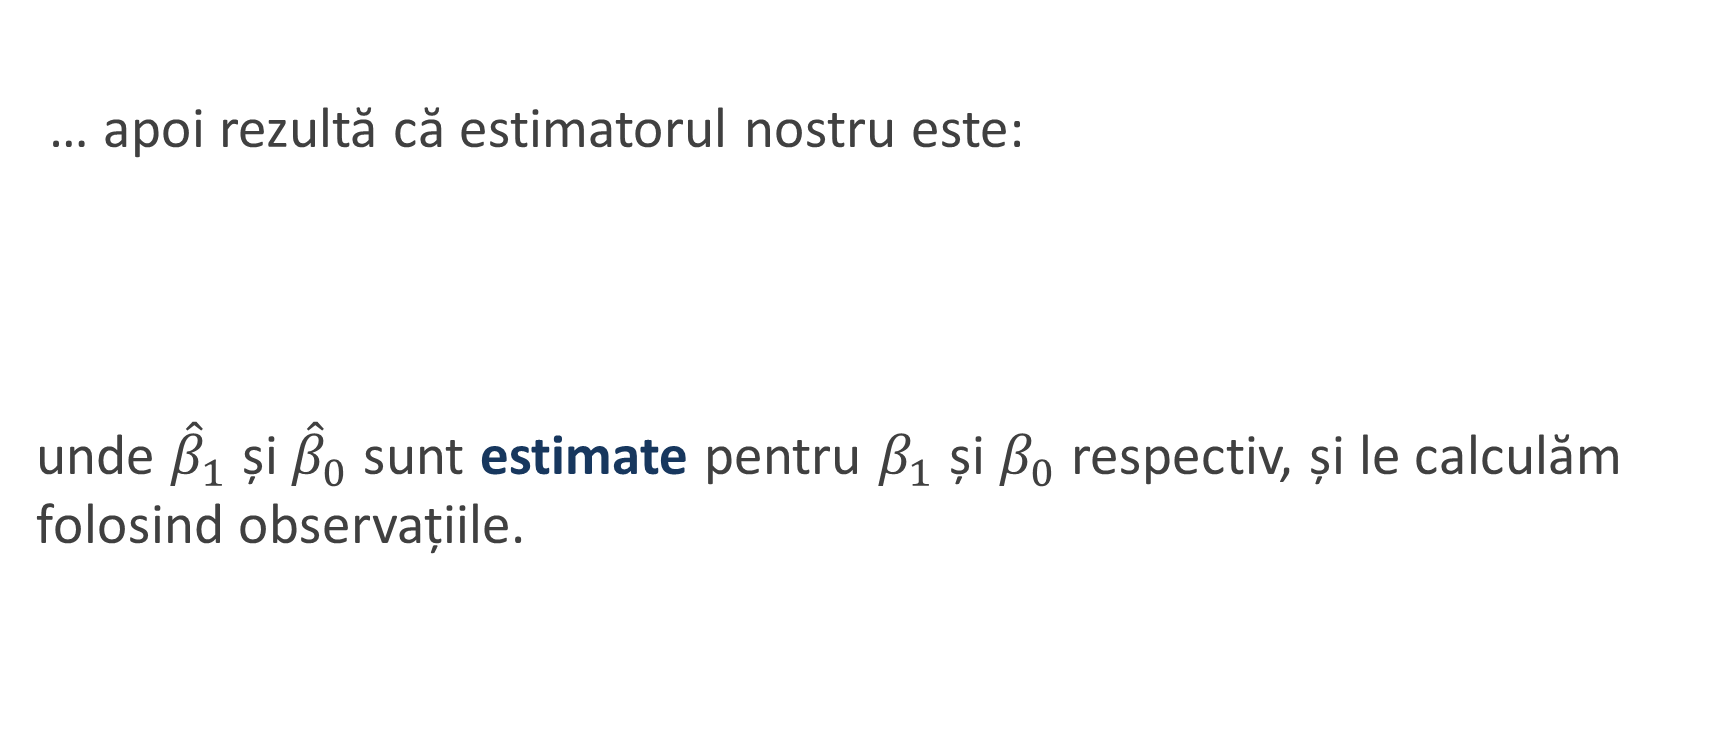 ... apoi rezultă că estimatorul nostru este:
unde β̂₁ și β̂₀ sunt estimate pentru β₁ și β₀ respectiv, și le calculăm
folosind observațiile.